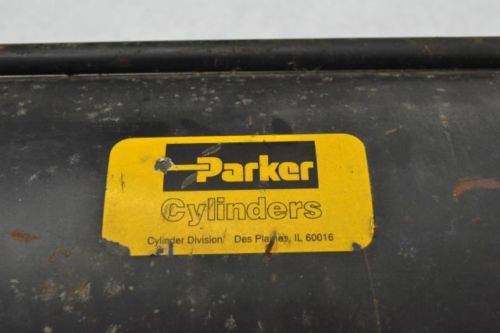 Parker
Cylinders
Cylinder Division Des Plaines, IL 60016